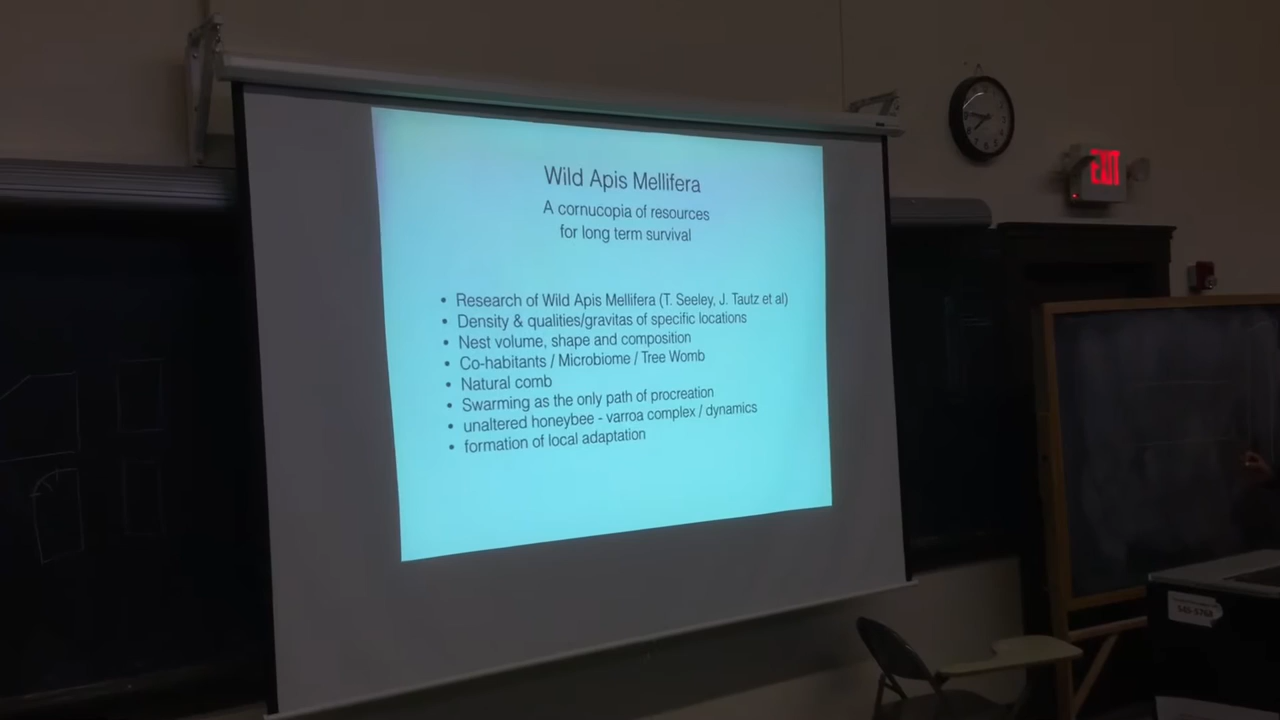 Wild Apis Mellifera
A cornucopia of resources
for long term survival
• Research of Wild Apis Mellifera (T. Seeley, J. Tautz et al)
• Density & qualities/gravitas of specific locations
• Nest volume, shape and composition
• Co-habitants / Microbiome / Tree Womb
• Natural comb
• Swarming as the only path of procreation
• unaltered honeybee - varroa complex / dynamics
• formation of local adaptation
EXIT